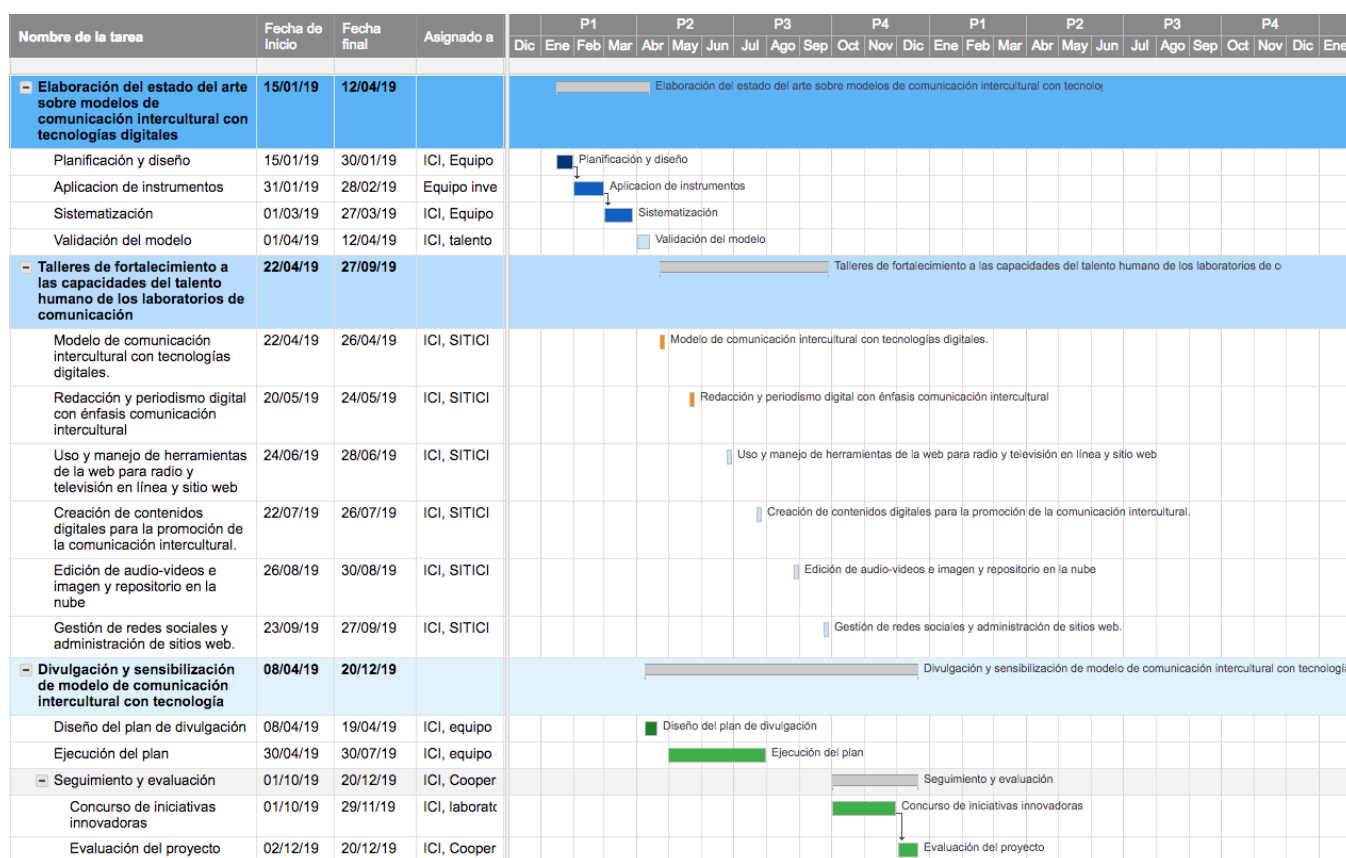 Nombre de la tarea
Fecha de
Inicio
Fecha
final
Asignado a
P1 P2 P3 P4 P1 P2 P3 P4
Dic Ene Feb Mar Abr May Jun Jul Ago Sep Oct Nov Dic Ene Feb Mar Abr May Jun Jul Ago Sep Oct Nov Dic Ene
Elaboración del estado del arte
sobre modelos de
comunicación intercultural con
tecnologías digitales
15/01/19 12/04/19
Elaboración del estado del arte sobre modelos de comunicación intercultural con tecnolog
Planificación y diseño 15/01/19 30/01/19 ICI, Equipo Planificación y diseño
Aplicacion de instrumentos 31/01/19 28/02/19 Equipo inve Aplicacion de instrumentos
Sistematización 01/03/19 27/03/19 ICI, Equipo Sistematización
Validación del modelo 01/04/19 12/04/19 ICI, talento Validación del modelo
Talleres de fortalecimiento a
las capacidades del talento
humano de los laboratorios de
comunicación
22/04/19 27/09/19
Talleres de fortalecimiento a las capacidades del talento humano de los laboratorios de c
Modelo de comunicación
intercultural con tecnologías
digitales.
22/04/19 26/04/19 ICI, SITICI
Modelo de comunicación intercultural con tecnologías digitales.
Redacción y periodismo digital
con énfasis comunicación
intercultural
20/05/19 24/05/19 ICI, SITICI
Redacción y periodismo digital con énfasis comunicación intercultural
Uso y manejo de herramientas
de la web para radio y
televisión en línea y sitio web
24/06/19 28/06/19 ICI, SITICI
Uso y manejo de herramientas de la web para radio y televisión en línea y sitio web
Creación de contenidos
digitales para la promoción de
la comunicación intercultural.
22/07/19 26/07/19 ICI, SITICI
Creación de contenidos digitales para la promoción de la comunicación intercultural.
Edición de audio-videos e
imagen y repositorio en la
nube
26/08/19 30/08/19 ICI, SITICI
Edición de audio-videos e imagen y repositorio en la nube
Gestión de redes sociales y
administración de sitios web.
23/09/19 27/09/19 ICI, SITICI
Gestión de redes sociales y administración de sitios web.
Divulgación y sensibilización
de modelo de comunicación
intercultural con tecnología
08/04/19 20/12/19
Divulgación y sensibilización de modelo de comunicación intercultural con tecnología
Diseño del plan de divulgación 08/04/19 19/04/19 ICI, equipo Diseño del plan de divulgación
Ejecución del plan 30/04/19 30/07/19 ICI, equipo Ejecución del plan
Seguimiento y evaluación 01/10/19 20/12/19 ICI, Cooper Seguimiento y evaluación
Concurso de iniciativas
innovadoras
01/10/19 29/11/19 ICI, laborato
Concurso de iniciativas innovadoras
Evaluación del proyecto 02/12/19 20/12/19 ICI, Cooper Evaluación del proyecto